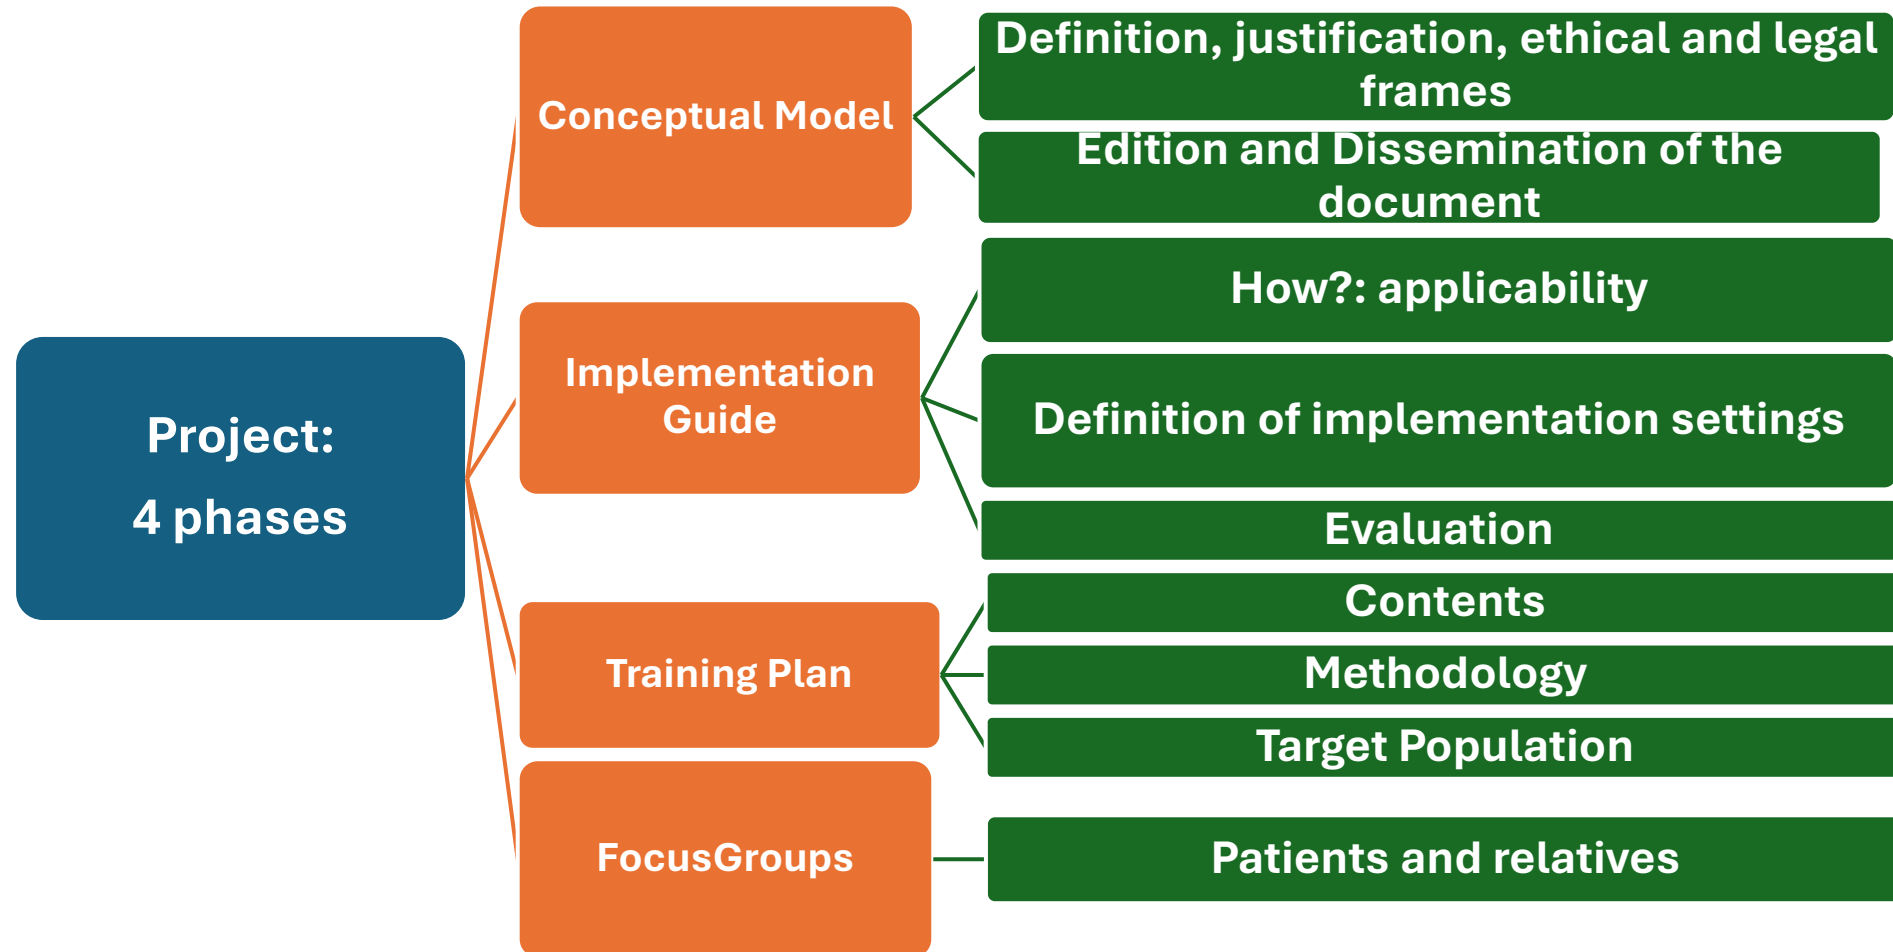 Project:
4 phases
Conceptual Model
Definition, justification, ethical and legal
frames
Edition and Dissemination of the
document
Implementation
Guide
How?: applicability
Definition of implementation settings
Evaluation
Training Plan
Contents
Methodology
Target Population
FocusGroups
Patients and relatives